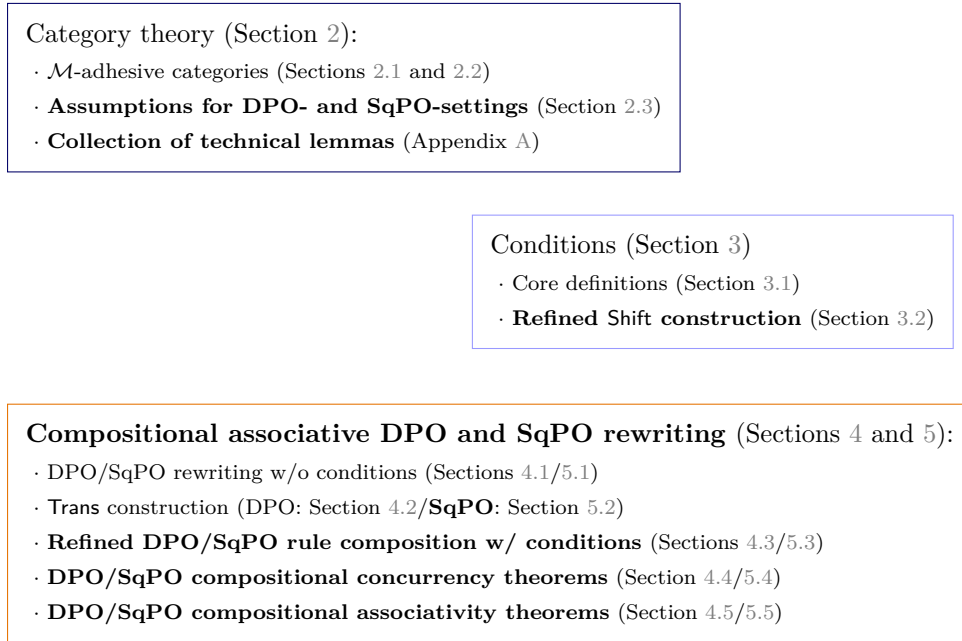 Category theory (Section 2):
· ℳ-adhesive categories (Sections 2.1 and 2.2)
· Assumptions for DPO- and SqPO-settings (Section 2.3)
· Collection of technical lemmas (Appendix A)
Conditions (Section 3)
· Core definitions (Section 3.1)
· Refined Shift construction (Section 3.2)
Compositional associative DPO and SqPO rewriting (Sections 4 and 5):
· DPO/SqPO rewriting w/o conditions (Sections 4.1/5.1)
· Trans construction (DPO: Section 4.2/SqPO: Section 5.2)
· Refined DPO/SqPO rule composition w/ conditions (Sections 4.3/5.3)
· DPO/SqPO compositional concurrency theorems (Section 4.4/5.4)
· DPO/SqPO compositional associativity theorems (Section 4.5/5.5)